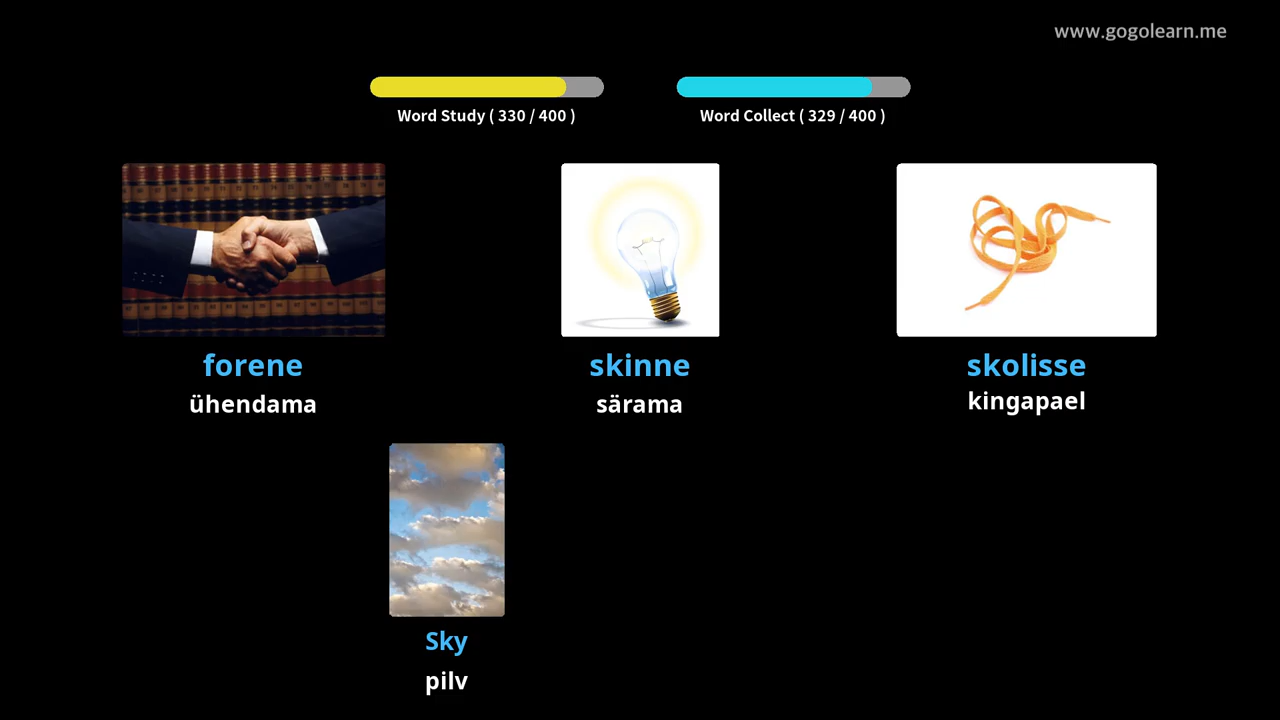 www.gogolearn.me
Word Study ( 330 / 400 )
Word Collect ( 329 / 400 )
forene
skinne
skolisse
ühendama
särama
kingapael
Sky
pilv